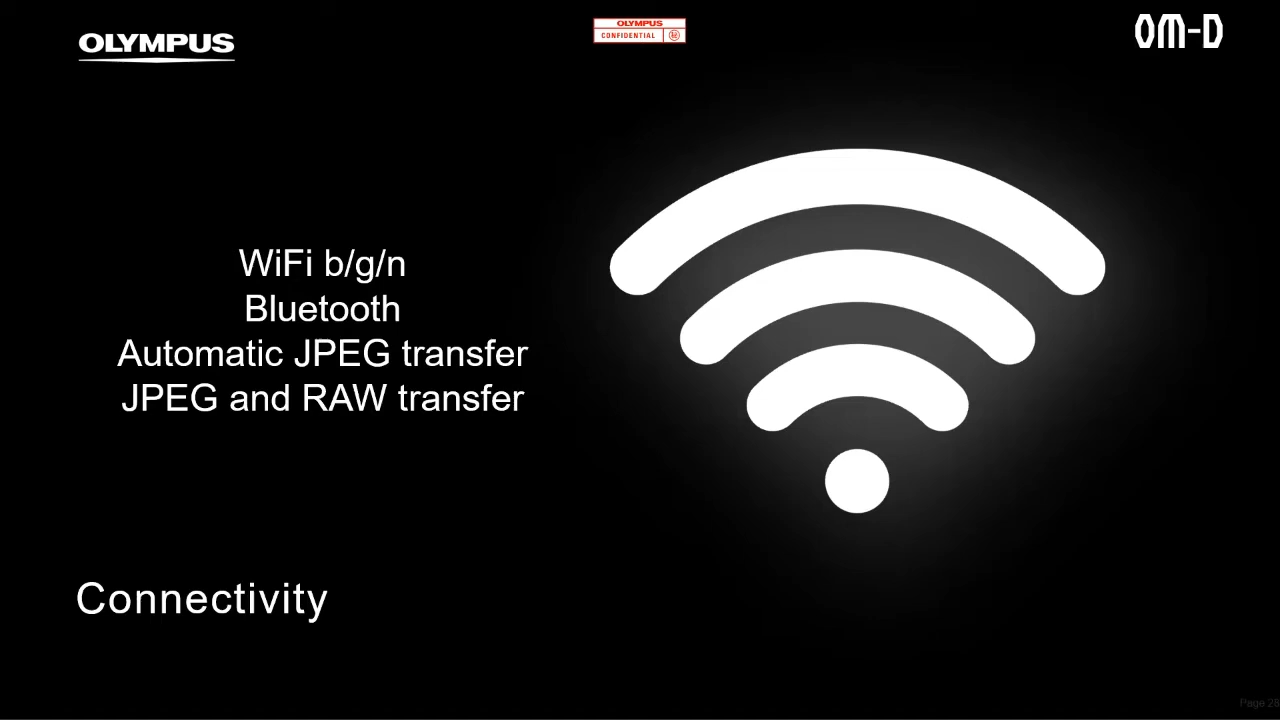 OLYMPUS
OLYMPUS
CONFIDENTIAL
OM-D
WiFi b/g/n
Bluetooth
Automatic JPEG transfer
JPEG and RAW transfer
Connectivity